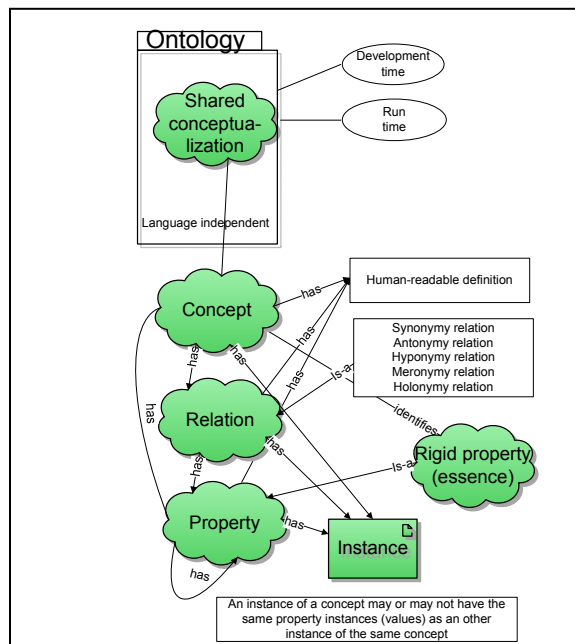 Ontology
Development
time
Shared
conceptua-
lization
Run
time
Language independent
Concept
has
Human-readable definition
has
has
has
has
Is-a
Synonymy relation
Antonymy relation
Hyponymy relation
Meronymy relation
Holonymy relation
has
Relation
identifies
has
has
Is-a
Rigid property
(essence)
Property
has
Instance
has
An instance of a concept may or may not have the
same property instances (values) as an other
instance of the same concept